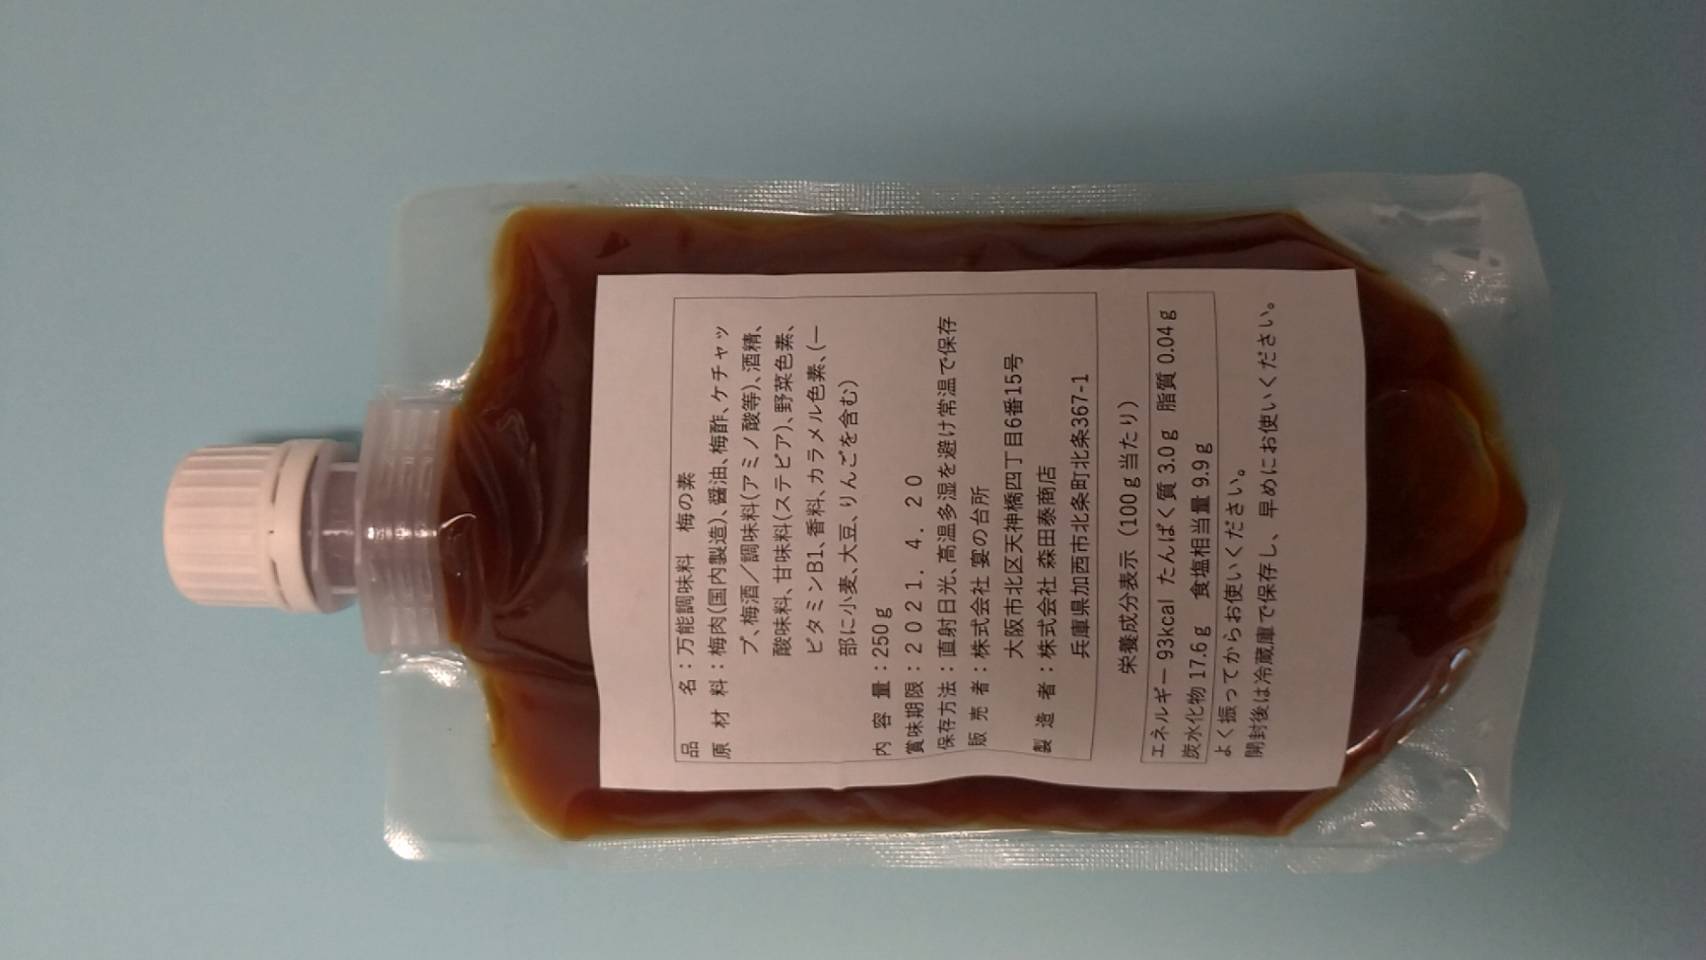 品　　名：万能調味料　梅の素
原 材 料：梅肉(国内製造)、醤油、梅酢、ケチャッ
プ、梅酒／調味料(アミノ酸等)、酒精、
酸味料、甘味料(ステビア)、野菜色素、
ビタミンB1、香料、カラメル色素、(一
部に小麦、大豆、りんごを含む)
内 容 量：250ｇ
賞味期限：２０２１．４．２０
保存方法：直射日光、高温多湿を避け常温で保存
販 売 者：株式会社 宴の台所
大阪市北区天神橋四丁目6番15号
製 造 者：株式会社 森田泰商店
兵庫県加西市北条町北条367-1
栄養成分表示（100ｇ当たり）
エネルギー 93kcal たんぱく質 3.0ｇ 脂質 0.04ｇ
炭水化物 17.6ｇ　食塩相当量 9.9ｇ
よく振ってからお使いください。
開封後は冷蔵庫で保存し、早めにお使いください。